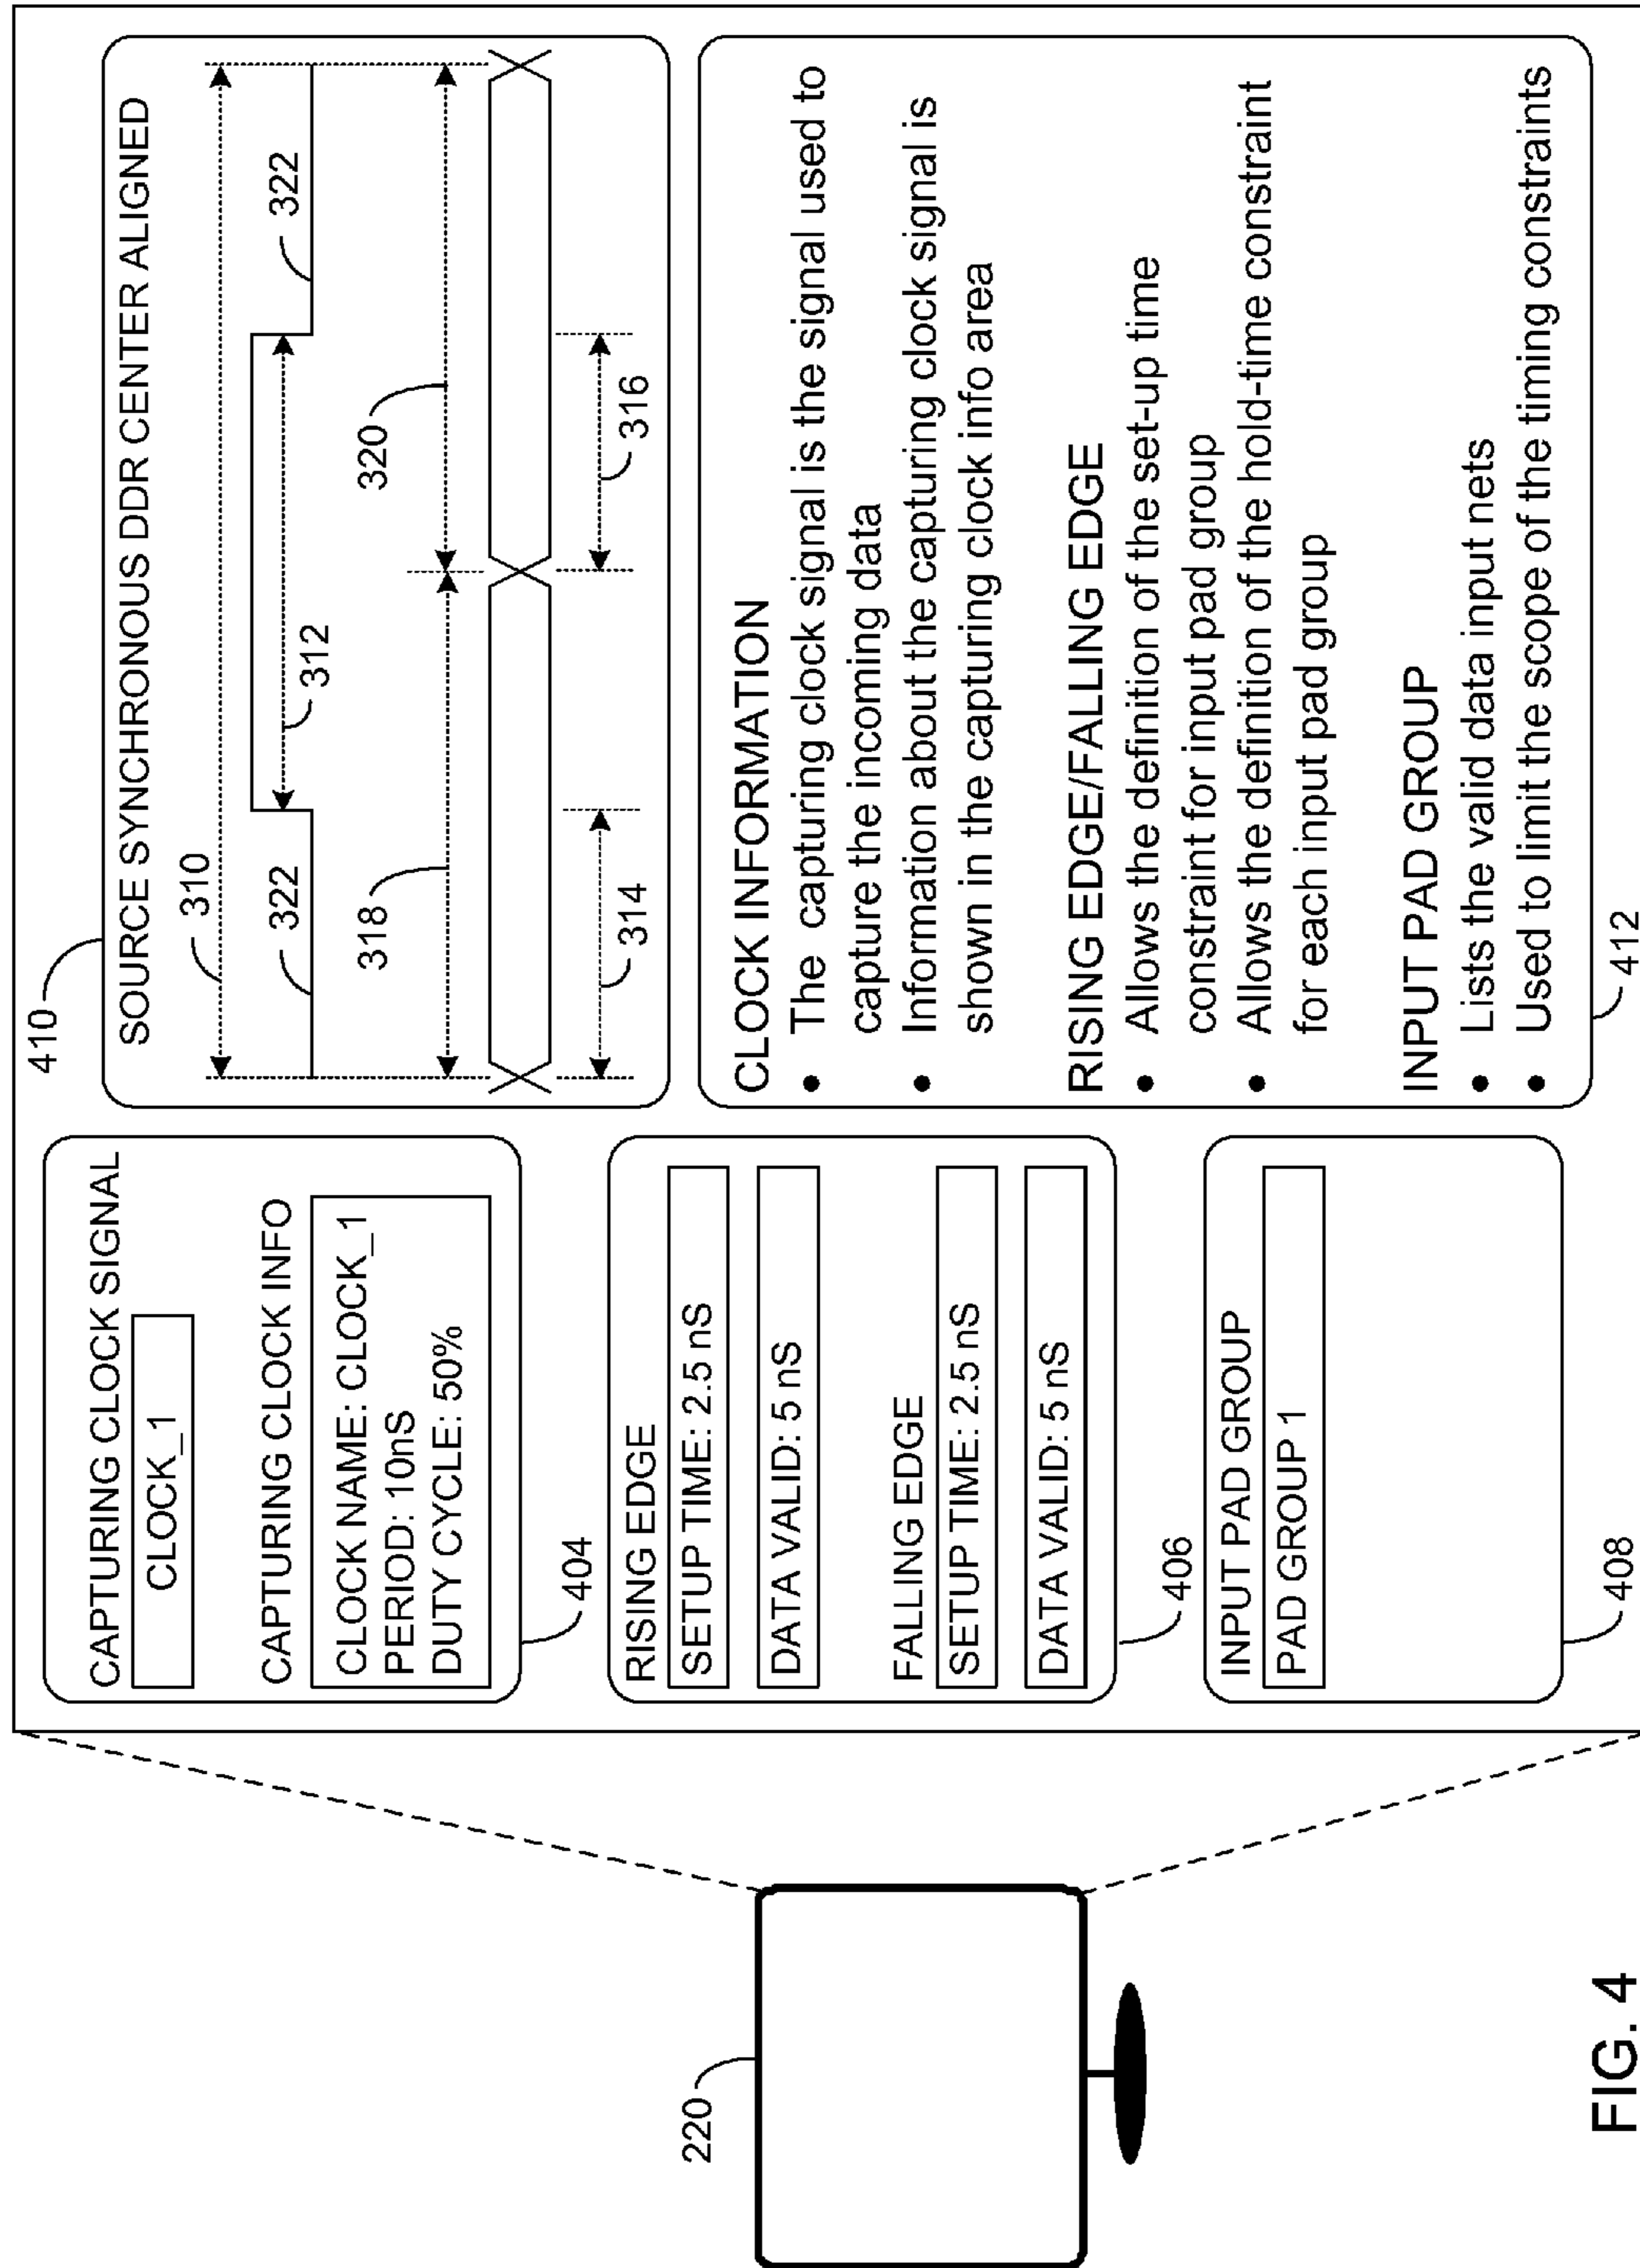 220
CAPTURING CLOCK SIGNAL
CLOCK_1
CAPTURING CLOCK INFO
CLOCK NAME: CLOCK_1
PERIOD: 10nS
DUTY CYCLE: 50%
404
RISING EDGE
SETUP TIME: 2.5 nS
DATA VALID: 5 nS
FALLING EDGE
SETUP TIME: 2.5 nS
DATA VALID: 5 nS
406
INPUT PAD GROUP
PAD GROUP 1
408
410
SOURCE SYNCHRONOUS DDR CENTER ALIGNED
310
322
322
312
318
320
314
316
CLOCK INFORMATION
• The capturing clock signal is the signal used to
capture the incoming data
• Information about the capturing clock signal is
shown in the capturing clock info area
RISING EDGE/FALLING EDGE
• Allows the definition of the set-up time
constraint for input pad group
• Allows the definition of the hold-time constraint
for each input pad group
INPUT PAD GROUP
• Lists the valid data input nets
• Used to limit the scope of the timing constraints
412
FIG. 4